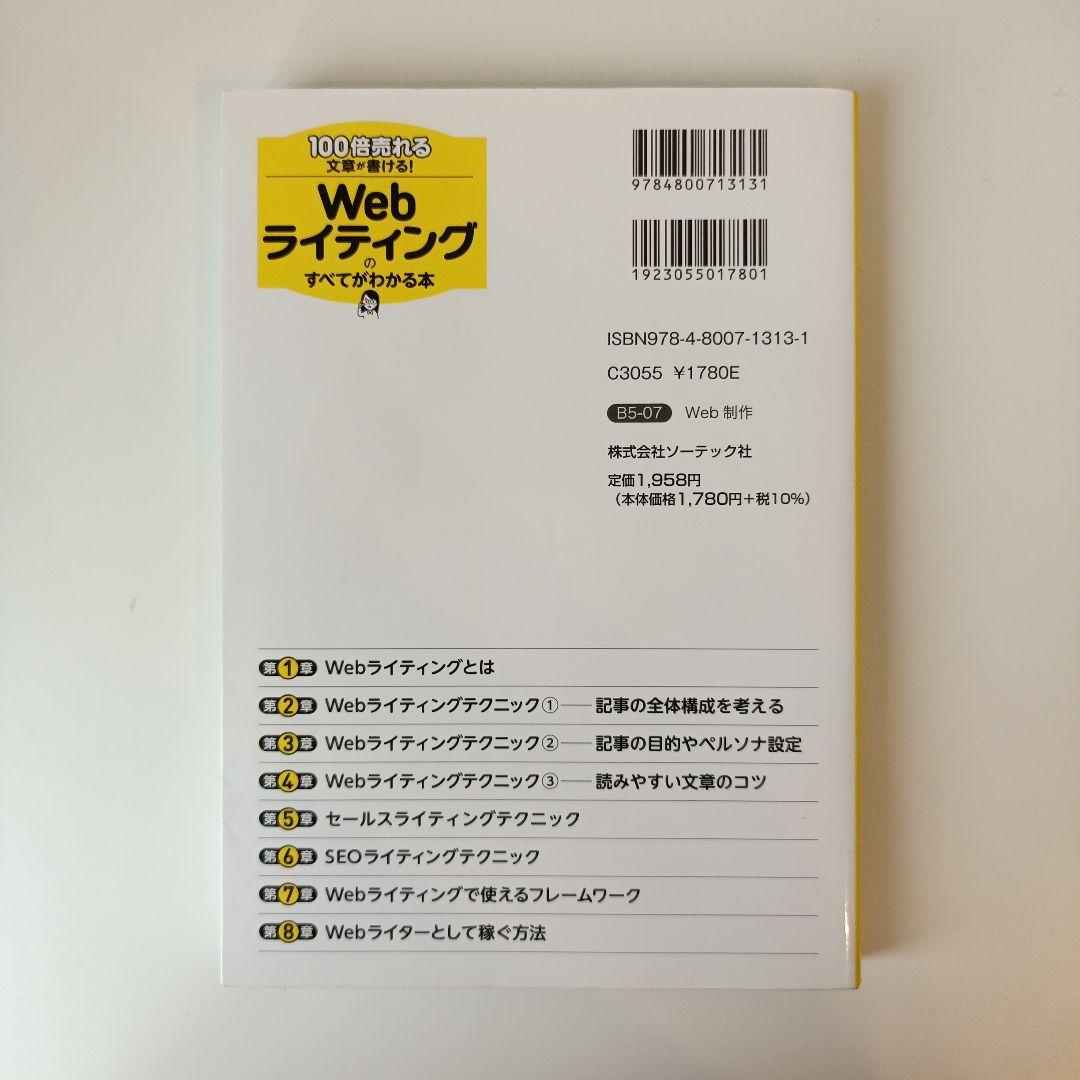 100倍売れる
文章が書ける!
Web
ライティング
の
すべてがわかる本
9784800713131
1923055017801
ISBN978-4-8007-1313-1
C3055 ¥1780E
B5-07 Web 制作
株式会社ソーテック社
定価1,958円
(本体価格1,780円+税10%)
第1章 Webライティングとは
第2章 Webライティングテクニック①――記事の全体構成を考える
第3章 Webライティングテクニック②――記事の目的やペルソナ設定
第4章 Webライティングテクニック③――読みやすい文章のコツ
第5章 セールスライティングテクニック
第6章 SEOライティングテクニック
第7章 Webライティングで使えるフレームワーク
第8章 Webライターとして稼ぐ方法